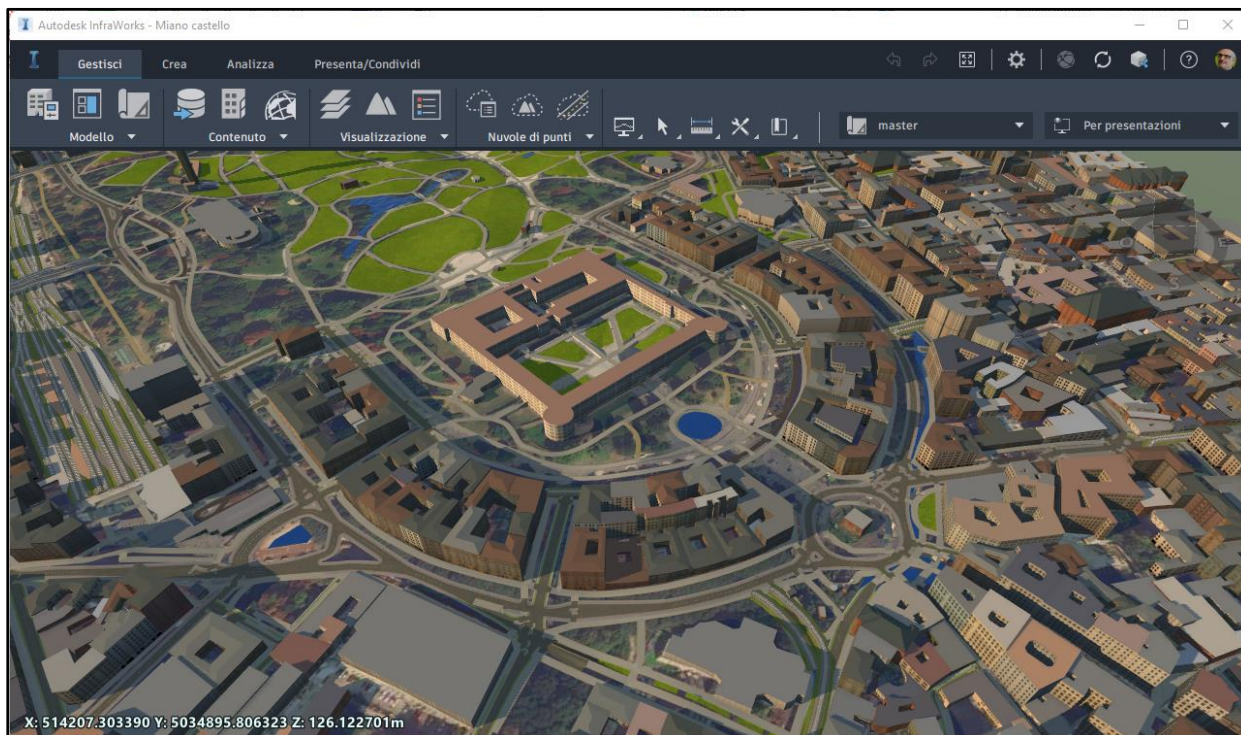 Autodesk InfraWorks - Miano castello
Gestisci Crea Analizza Presenta/Condividi
Modello Contenuto Visualizzazione Nuvole di punti master Per presentazioni
X: 514207.303390 Y: 5034895.806323 Z: 126.122701m